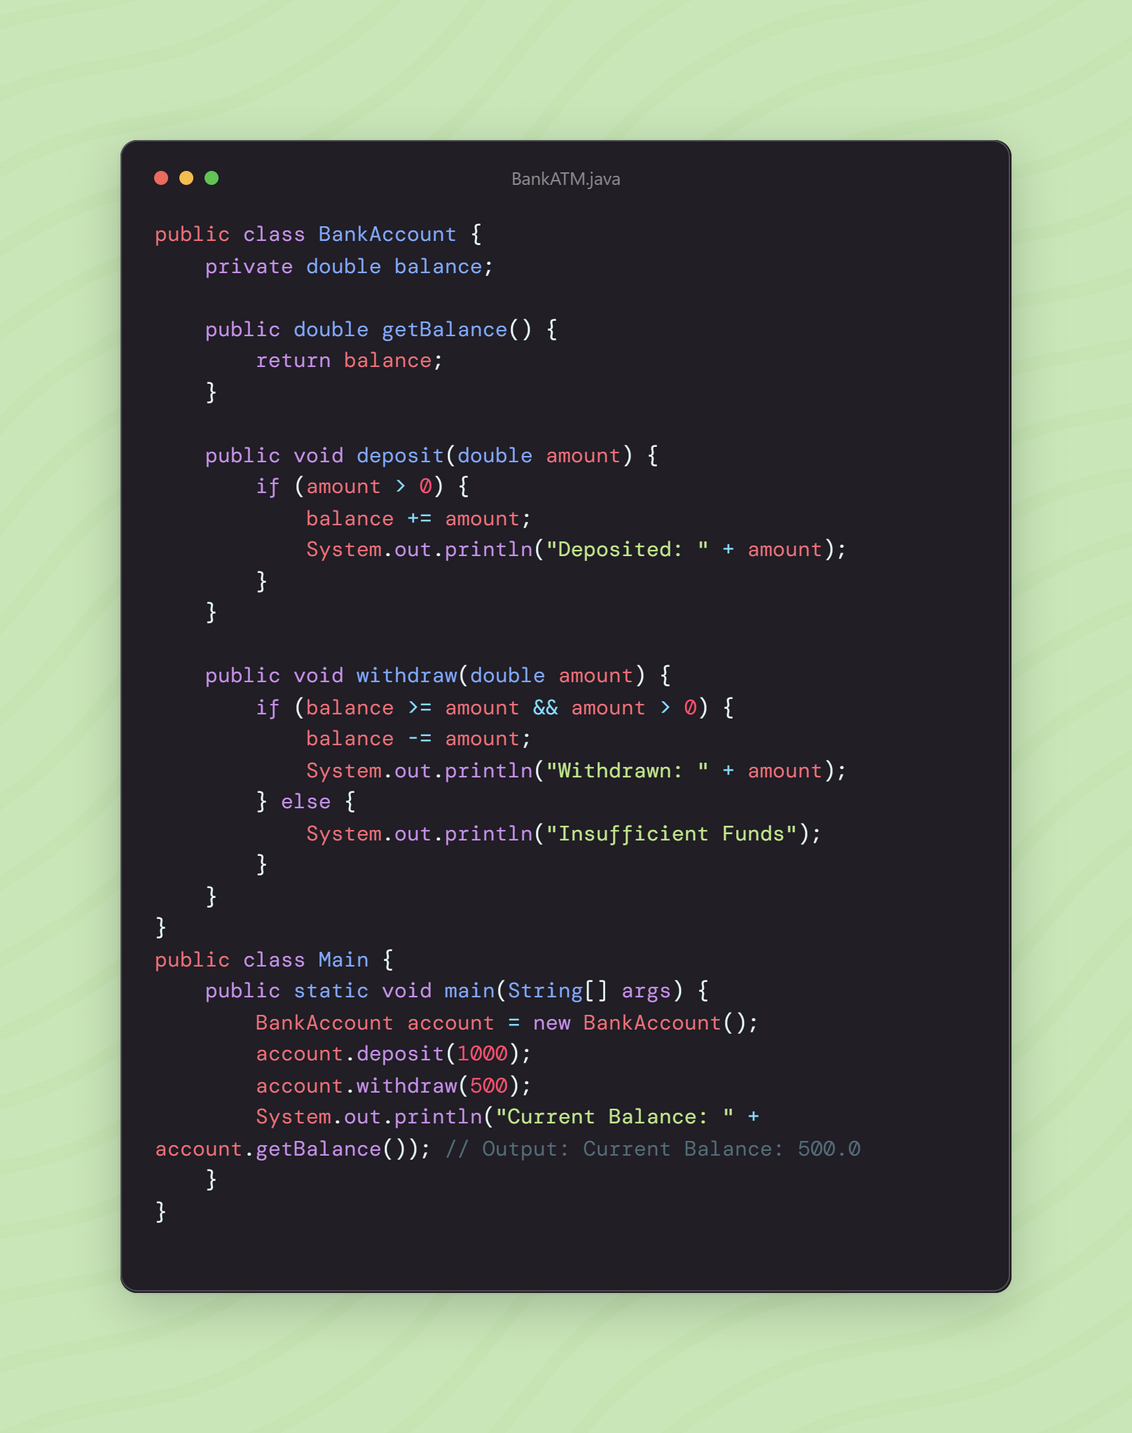 BankATM.java
public class BankAccount {
    private double balance;

    public double getBalance() {
        return balance;
    }

    public void deposit(double amount) {
        if (amount > 0) {
            balance += amount;
            System.out.println("Deposited: " + amount);
        }
    }

    public void withdraw(double amount) {
        if (balance >= amount && amount > 0) {
            balance -= amount;
            System.out.println("Withdrawn: " + amount);
        } else {
            System.out.println("Insufficient Funds");
        }
    }
}
public class Main {
    public static void main(String[] args) {
        BankAccount account = new BankAccount();
        account.deposit(1000);
        account.withdraw(500);
        System.out.println("Current Balance: " +
account.getBalance()); // Output: Current Balance: 500.0
    }
}